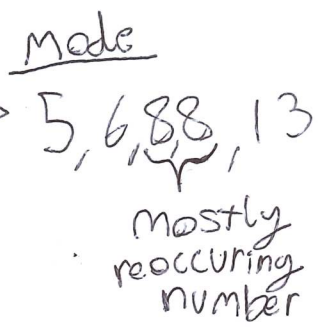 Mode
> 5, 6, 8, 8, 13
mostly
reoccuring
number